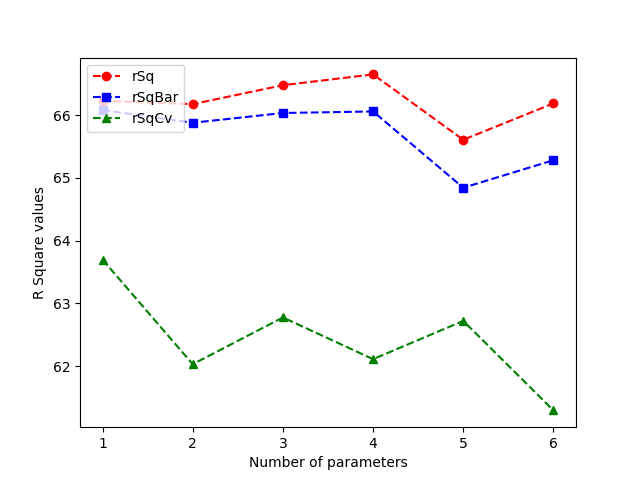 rSq
rSqBar
rSqCv
66
65
64
63
62
R Square values
1 2 3 4 5 6
Number of parameters